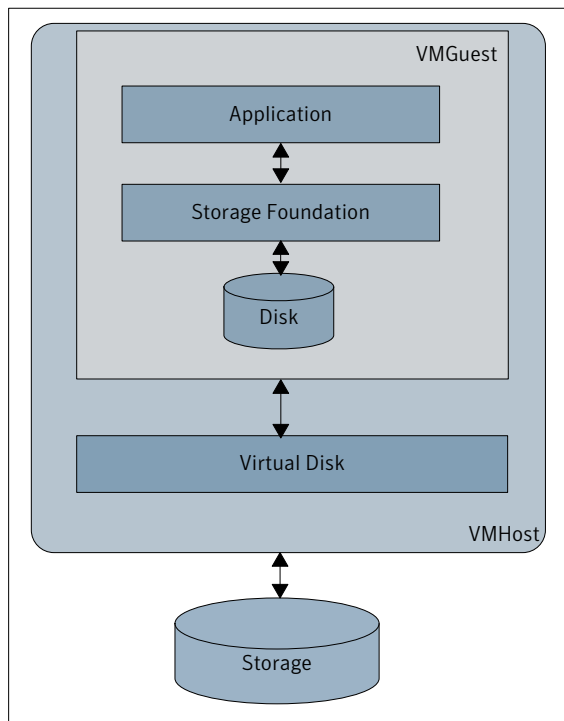 VMGuest
Application
Storage Foundation
Disk
Virtual Disk
VMHost
Storage